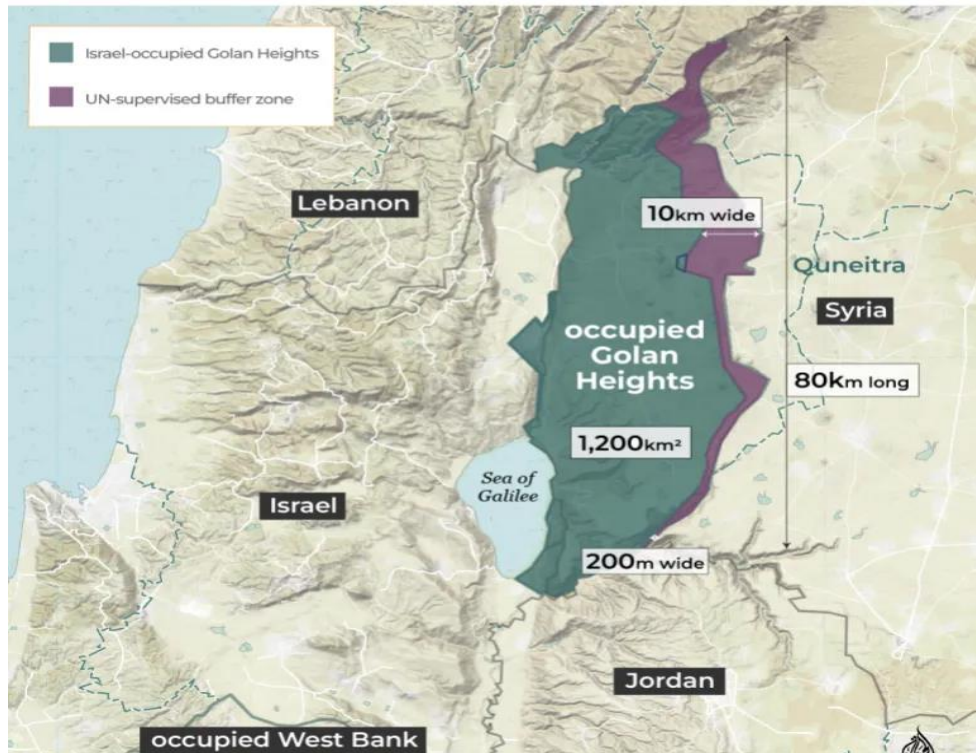 Israel-occupied Golan Heights
UN-supervised buffer zone
Lebanon
10km wide
Quneitra
Syria
occupied
Golan
Heights
80km long
1,200km²
Sea of
Galilee
Israel
200m wide
Jordan
occupied West Bank